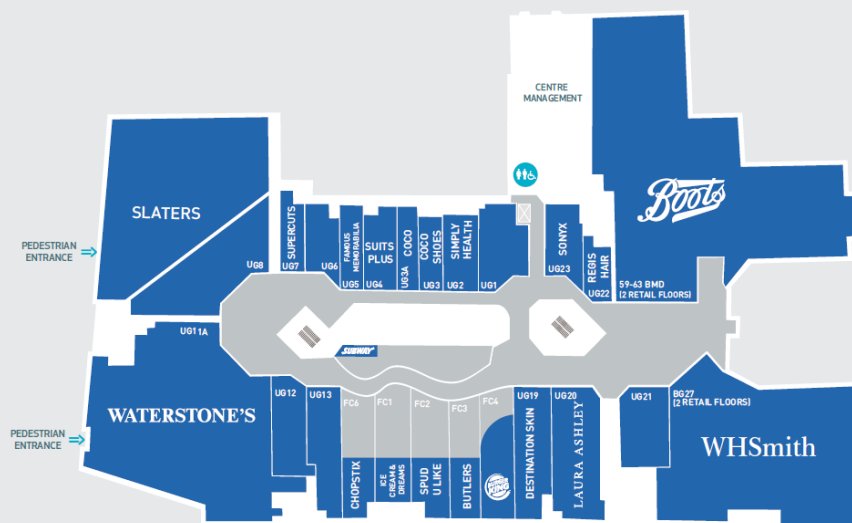 CENTRE
MANAGEMENT
Boots
SLATERS
PEDESTRIAN
ENTRANCE
UG8
SUPERCUTS
UG7
UG6
FAMOUS
MEMORABILIA
UG5
SUITS
PLUS
UG4
COCO
UG3A
COCO
SHOES
UG3
SIMPLY
HEALTH
UG2
UG1
SONYX
UG23
REGIS
HAIR
UG22
59-63 BMD
(2 RETAIL FLOORS)
UG11A
SUBWAY
WATERSTONE'S
PEDESTRIAN
ENTRANCE
UG12
UG13
FC6
FC1
FC2
FC3
FC4
UG19
UG20
UG21
BG27
(2 RETAIL FLOORS)
CHOPSTIX
ICE
CREAM &
DREAMS
SPUD
U LIKE
BUTLERS
BURGER
KING
DESTINATION SKIN
LAURA ASHLEY
WHSmith